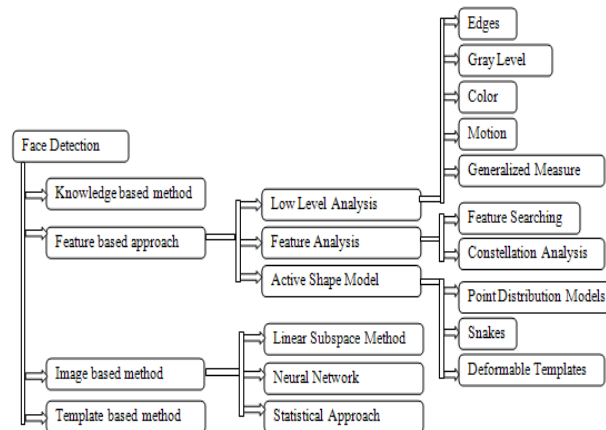 Edges
Gray Level
Color
Motion
Generalized Measure
Face Detection
Knowledge based method
Feature based approach
Low Level Analysis
Feature Analysis
Active Shape Model
Feature Searching
Constellation Analysis
Point Distribution Models
Snakes
Deformable Templates
Image based method
Template based method
Linear Subspace Method
Neural Network
Statistical Approach